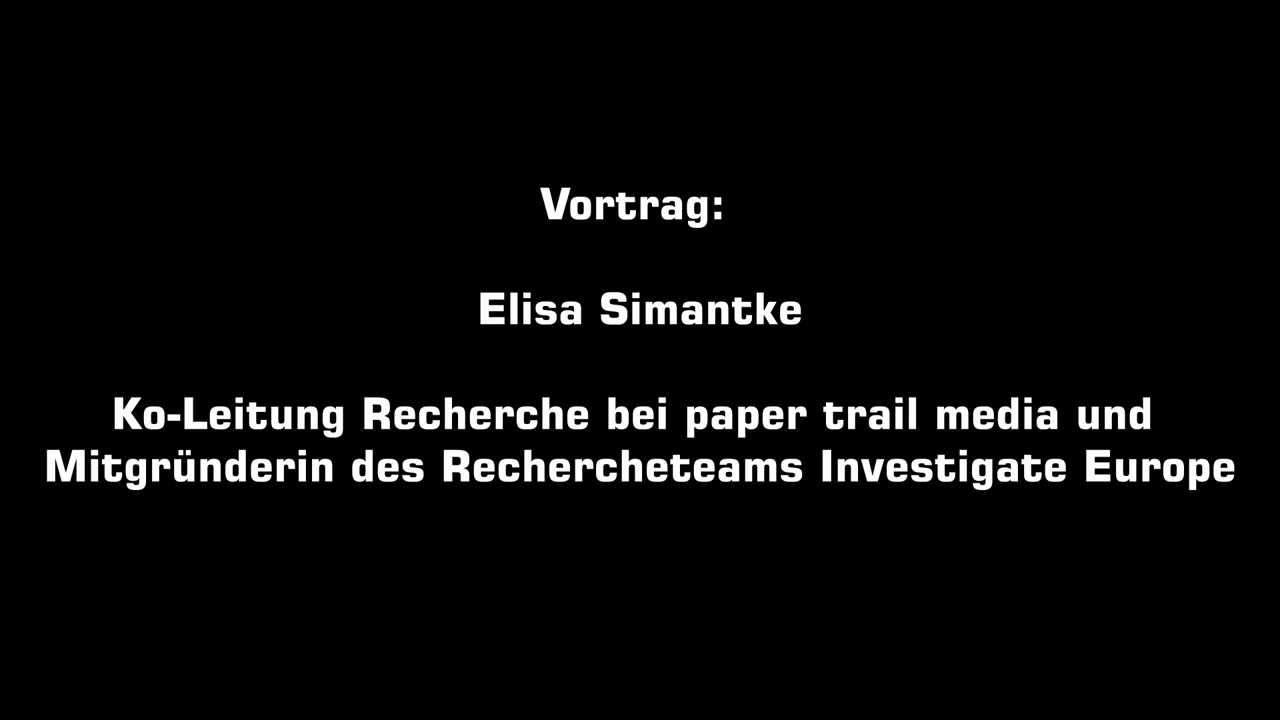 Vortrag:
Elisa Simantke
Ko-Leitung Recherche bei paper trail media und
Mitgründerin des Rechercheteams Investigate Europe